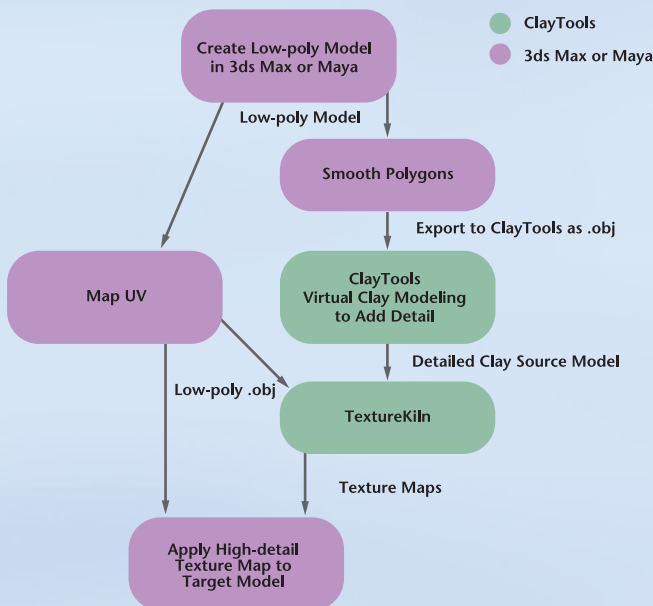 ClayTools
3ds Max or Maya
Create Low-poly Model
in 3ds Max or Maya
Low-poly Model
Smooth Polygons
Export to ClayTools as .obj
Map UV
ClayTools
Virtual Clay Modeling
to Add Detail
Detailed Clay Source Model
Low-poly .obj
TextureKiln
Texture Maps
Apply High-detail
Texture Map to
Target Model